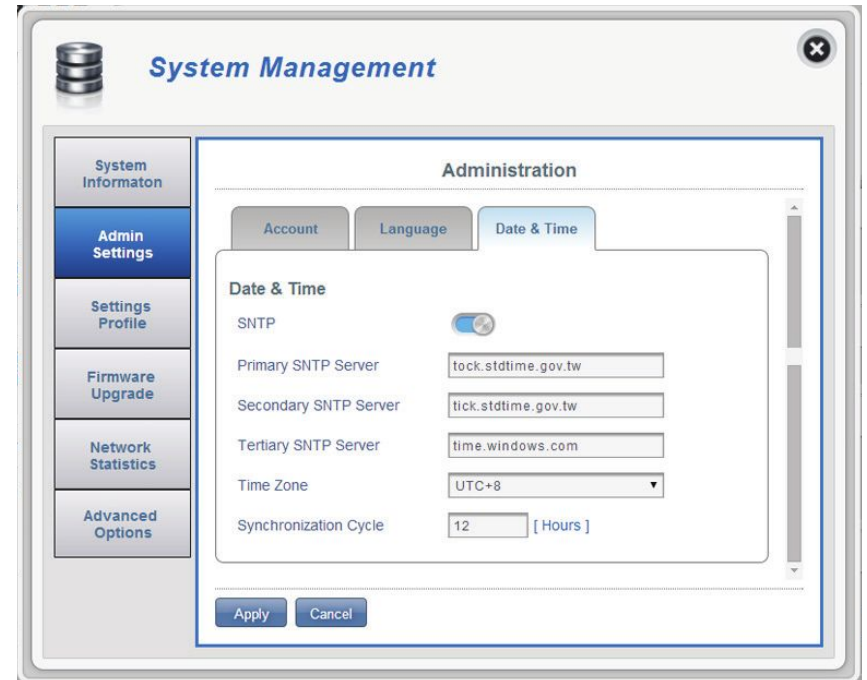 System Management
System
Informaton
Admin
Settings
Settings
Profile
Firmware
Upgrade
Network
Statistics
Advanced
Options
Administration
Account
Language
Date & Time
Date & Time
SNTP
Primary SNTP Server
tock.stdtime.gov.tw
Secondary SNTP Server
tick.stdtime.gov.tw
Tertiary SNTP Server
time.windows.com
Time Zone
UTC+8
Synchronization Cycle
12
[ Hours ]
Apply
Cancel